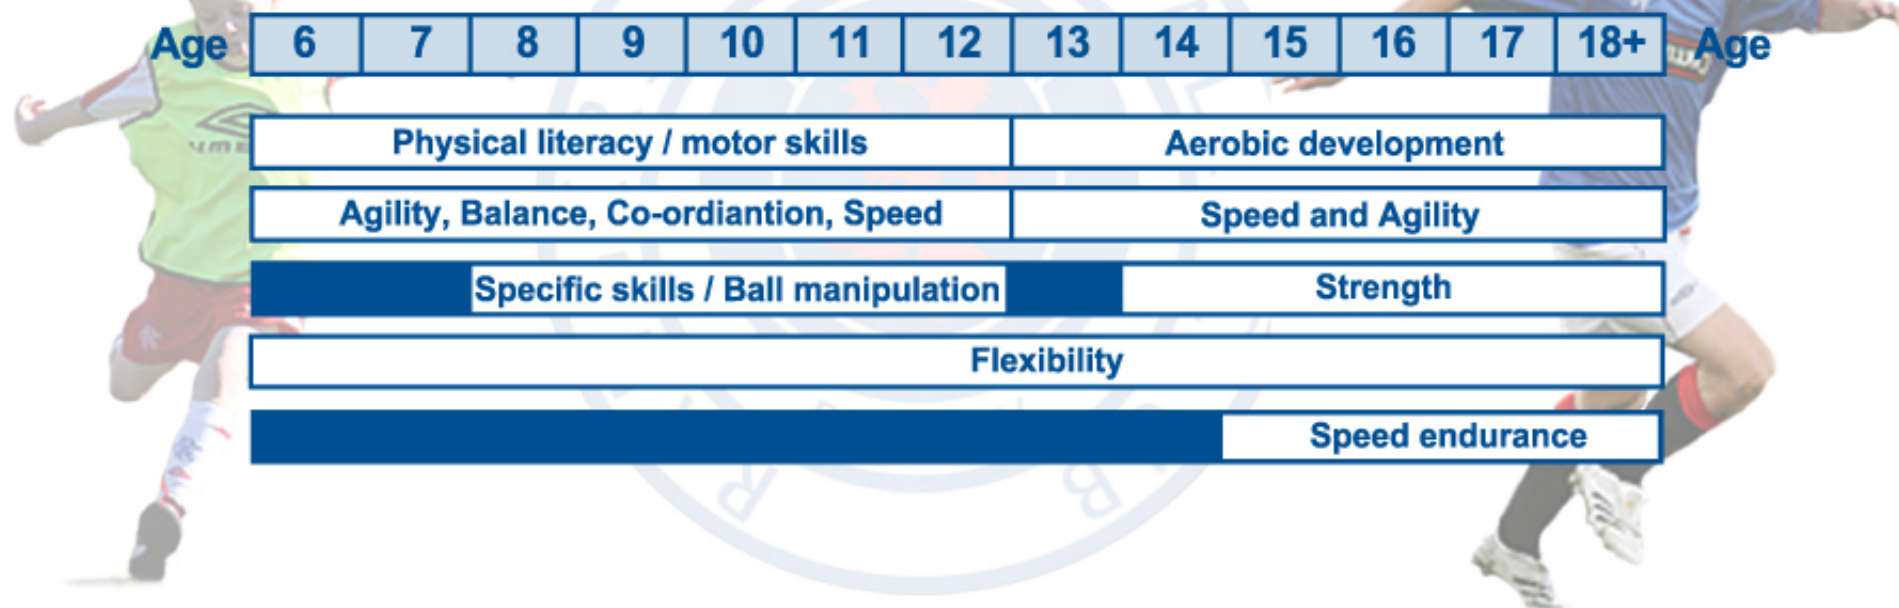 Age 6 7 8 9 10 11 12 13 14 15 16 17 18+ Age
Physical literacy / motor skills Aerobic development
Agility, Balance, Co-ordiantion, Speed Speed and Agility
Specific skills / Ball manipulation Strength
Flexibility
Speed endurance